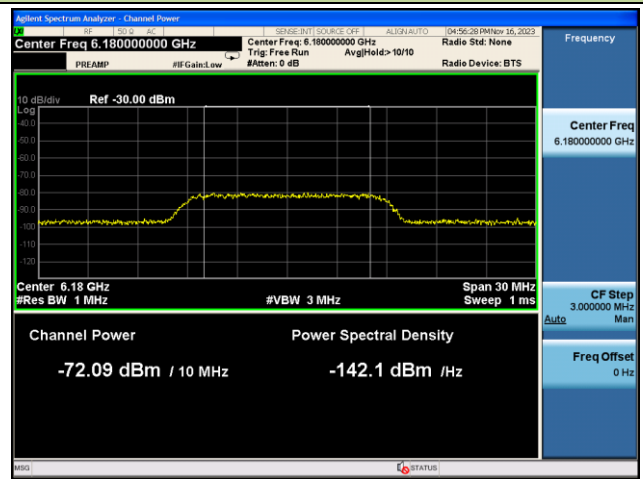 Agilent Spectrum Analyzer - Channel Power
LXI RF 50 Ω AC SENSE:INT SOURCE OFF ALIGNAUTO 04:56:28 PM Nov 16, 2023
Center Freq 6.180000000 GHz
Center Freq: 6.180000000 GHz Radio Std: None
Trig: Free Run Avg|Hold:> 10/10
PREAMP #IFGain:Low #Atten: 0 dB Radio Device: BTS
10 dB/div Ref -30.00 dBm
Log
-40.0
-50.0
-60.0
-70.0
-80.0
-90.0
-100
-110
-120
Center 6.18 GHz Span 30 MHz
#Res BW 1 MHz #VBW 3 MHz Sweep 1 ms
Channel Power Power Spectral Density
-72.09 dBm / 10 MHz -142.1 dBm /Hz
MSG STATUS
Frequency
Center Freq
6.180000000 GHz
CF Step
3.000000 MHz
Auto Man
Freq Offset
0 Hz